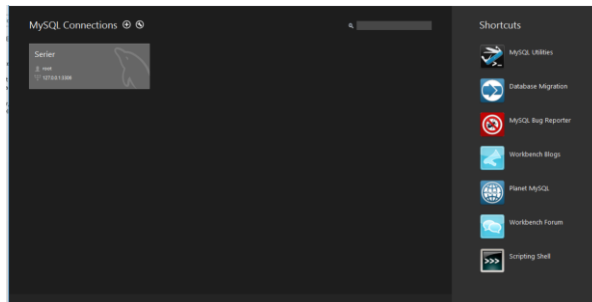 MySQL Connections
Serier
root
127.0.0.1:3306
Shortcuts
MySQL Utilities
Database Migration
MySQL Bug Reporter
Workbench Blogs
Planet MySQL
Workbench Forum
>>>
Scripting Shell